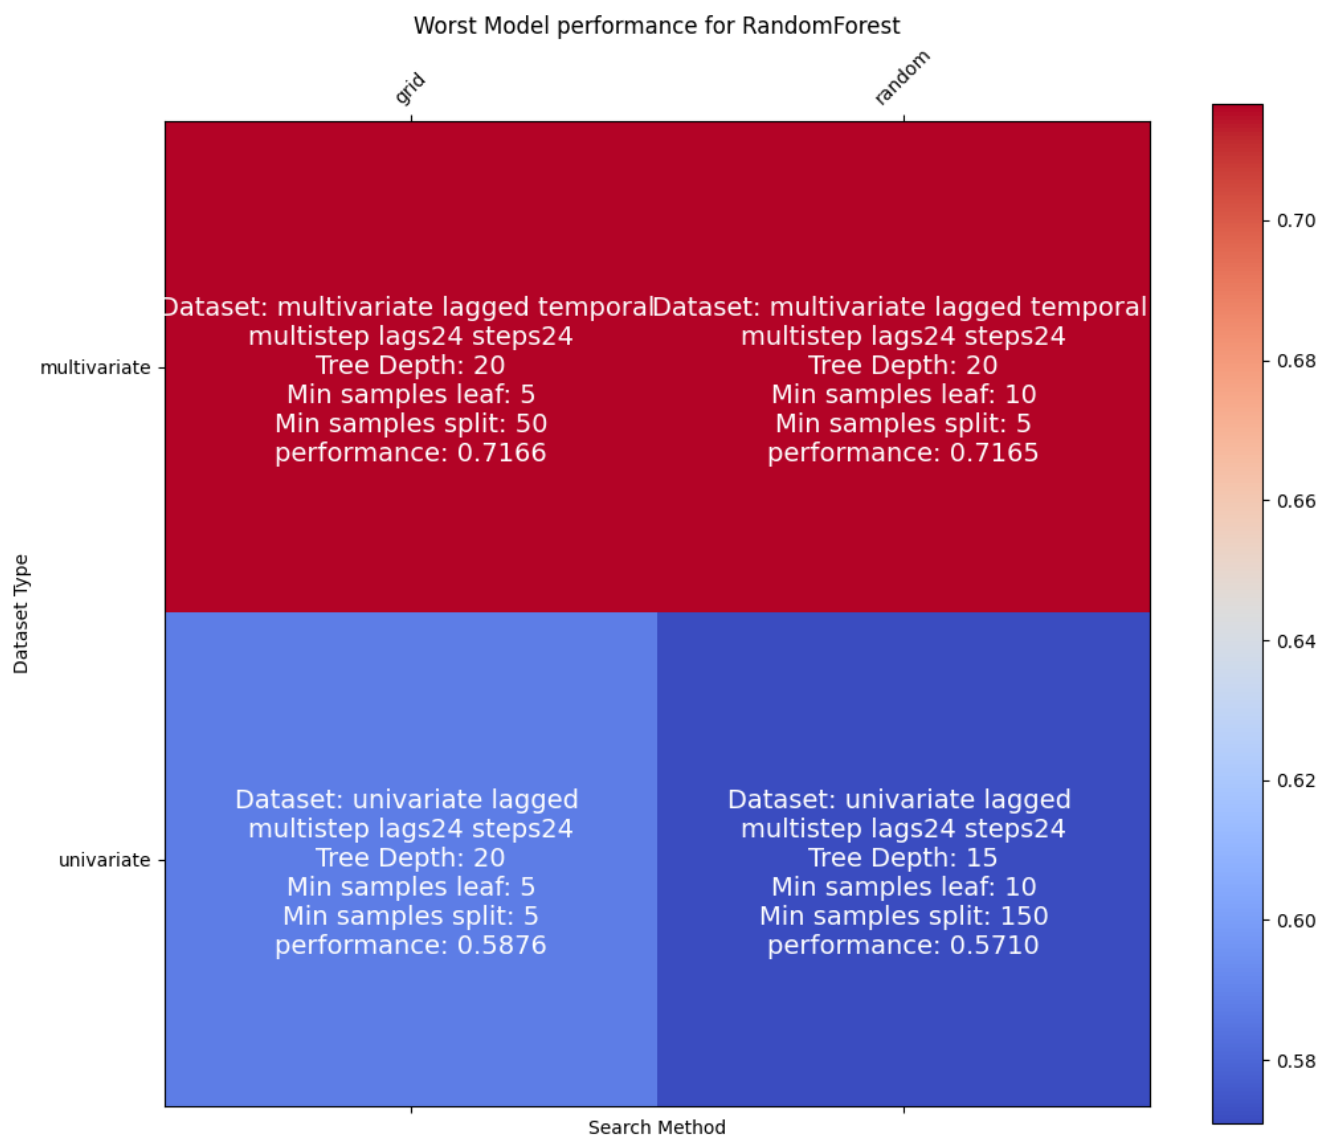 Worst Model performance for RandomForest
grid
random
Dataset: multivariate lagged temporal
multistep lags24 steps24
Tree Depth: 20
Min samples leaf: 5
Min samples split: 50
performance: 0.7166
Dataset: multivariate lagged temporal
multistep lags24 steps24
Tree Depth: 20
Min samples leaf: 10
Min samples split: 5
performance: 0.7165
multivariate
Dataset Type
Dataset: univariate lagged
multistep lags24 steps24
Tree Depth: 20
Min samples leaf: 5
Min samples split: 5
performance: 0.5876
Dataset: univariate lagged
multistep lags24 steps24
Tree Depth: 15
Min samples leaf: 10
Min samples split: 150
performance: 0.5710
univariate
Search Method
0.70
0.68
0.66
0.64
0.62
0.60
0.58